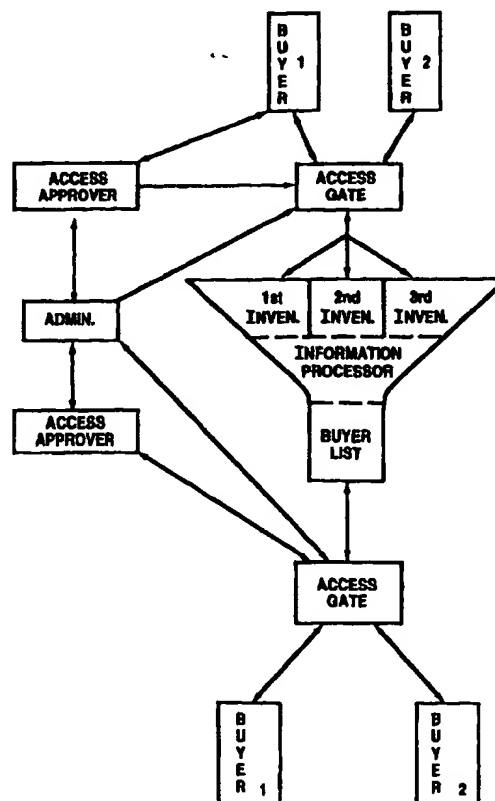 BUYER 1
BUYER 2
ACCESS
APPROVER
ACCESS
GATE
1st
INVEN.
2nd
INVEN.
3rd
INVEN.
ADMIN.
INFORMATION
PROCESSOR
ACCESS
APPROVER
BUYER
LIST
ACCESS
GATE
BUYER 1
BUYER 2